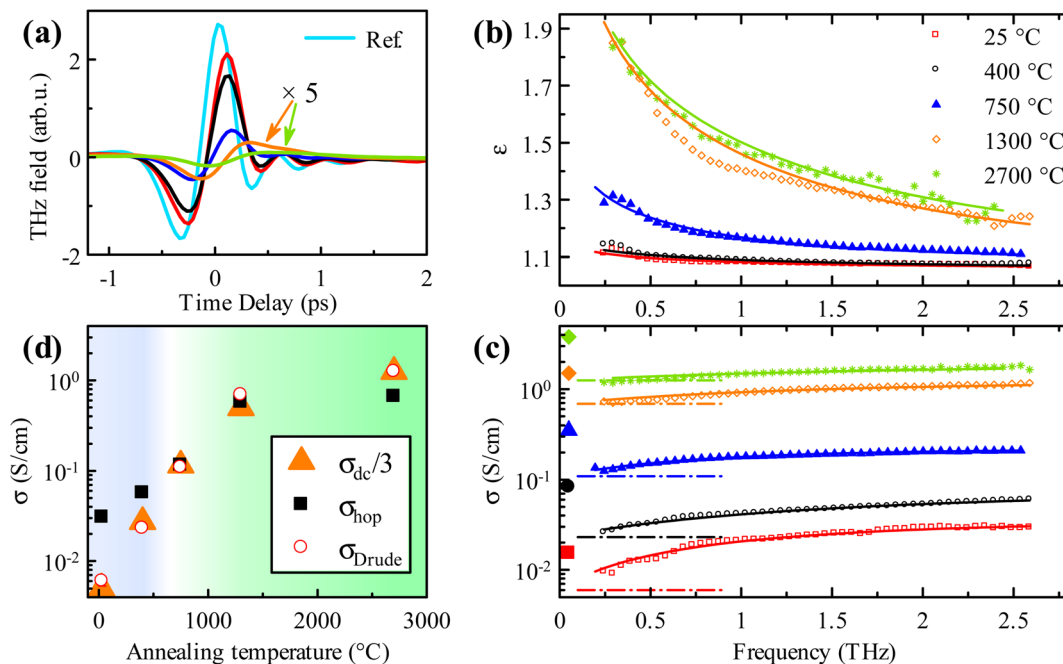 (a)
Ref.
× 5
THz field (arb.u.)
2
0
-2
-1
0
1
2
Time Delay (ps)
(b)
25 °C
400 °C
750 °C
1300 °C
2700 °C
ε
1.9
1.7
1.5
1.3
1.1
0
0.5
1
1.5
2
2.5
(d)
σ (S/cm)
10⁰
10⁻¹
10⁻²
σdc/3
σhop
σDrude
0
1000
2000
3000
Annealing temperature (°C)
(c)
σ (S/cm)
10⁰
10⁻¹
10⁻²
0
0.5
1
1.5
2
2.5
Frequency (THz)